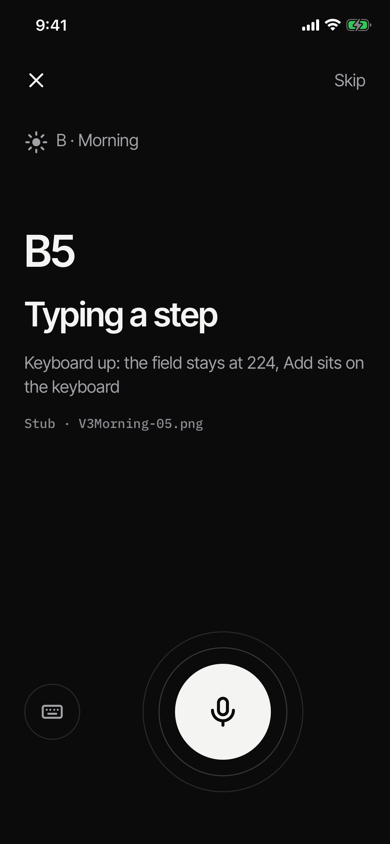 9:41
Skip
B · Morning
B5
Typing a step
Keyboard up: the field stays at 224, Add sits on
the keyboard
Stub · V3Morning-05.png